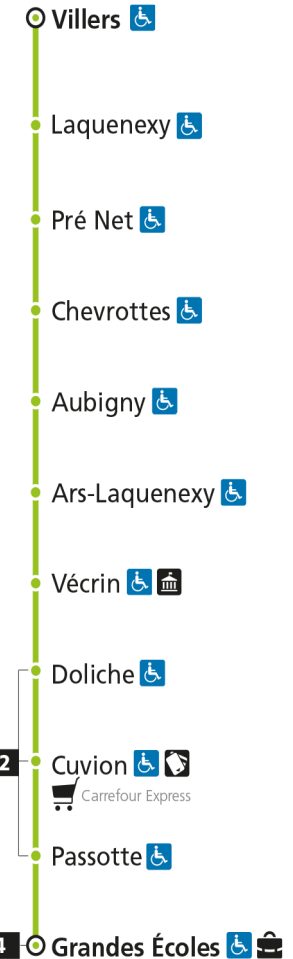 Villers
Laquenexy
Pré Net
Chevrottes
Aubigny
Ars-Laquenexy
Vécrin
Doliche
2 Cuvion
Carrefour Express
Passotte
4 Grandes Écoles